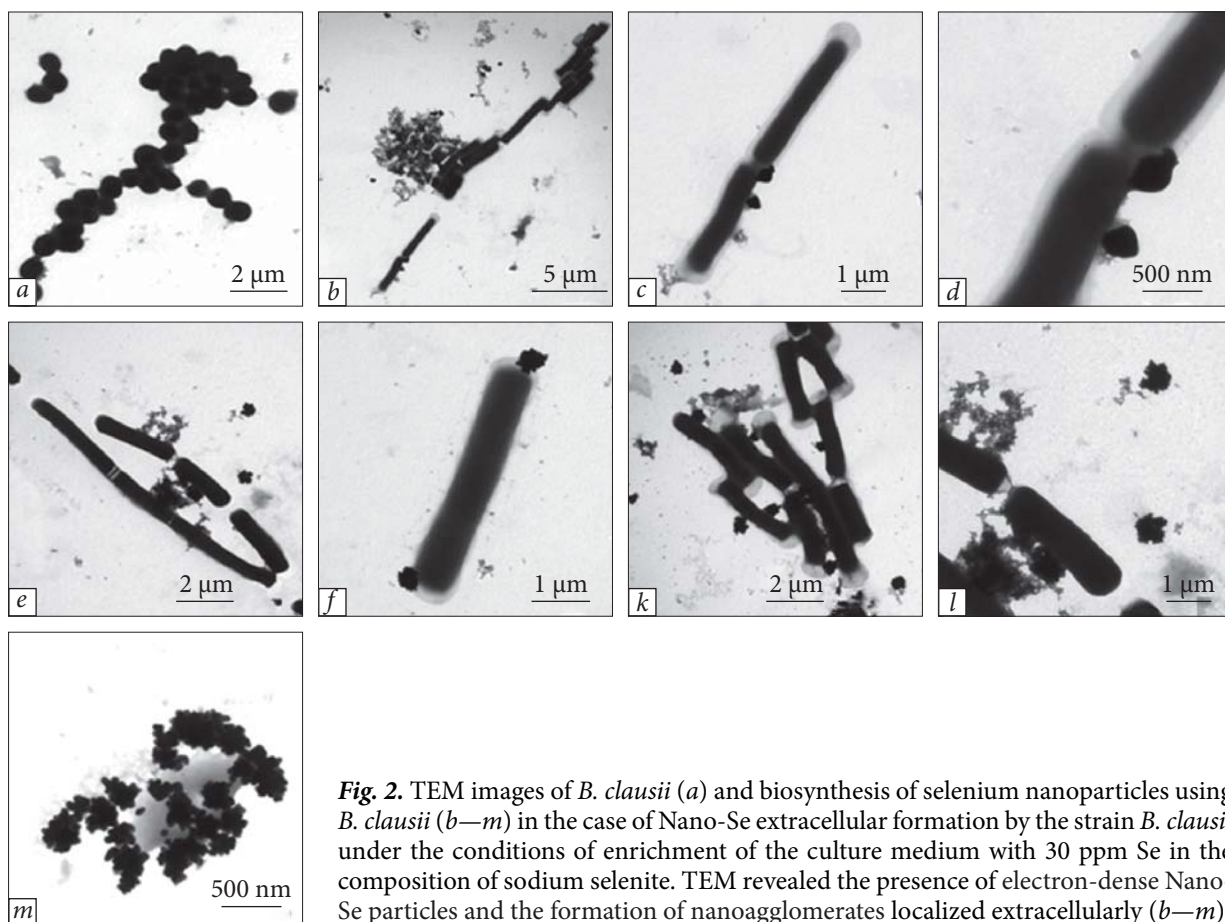 a
2 µm
b
5 µm
c
1 µm
d
500 nm
e
2 µm
f
1 µm
k
2 µm
l
1 µm
m
500 nm
Fig. 2. TEM images of B. clausii (a) and biosynthesis of selenium nanoparticles using
B. clausii (b—m) in the case of Nano-Se extracellular formation by the strain B. clausii
under the conditions of enrichment of the culture medium with 30 ppm Se in the
composition of sodium selenite. TEM revealed the presence of electron-dense Nano-
Se particles and the formation of nanoagglomerates localized extracellularly (b—m)